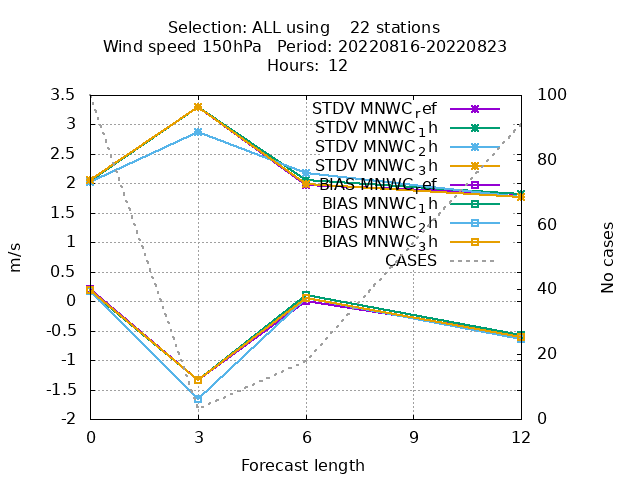 Selection: ALL using 22 stations
Wind speed 150hPa Period: 20220816-20220823
Hours: 12
3.5
3
2.5
2
1.5
1
0.5
0
-0.5
-1
-1.5
-2
m/s
100
80
60
40
20
0
No cases
STDV MNWC_ref
STDV MNWC_1h
STDV MNWC_2h
STDV MNWC_3h
BIAS MNWC_ref
BIAS MNWC_1h
BIAS MNWC_2h
BIAS MNWC_3h
CASES
0 3 6 9 12
Forecast length